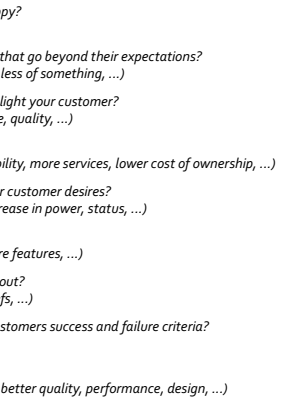 ppy?
that go beyond their expectations?
less of something, ...)
light your customer?
e, quality, ...)
bility, more services, lower cost of ownership, ...)
r customer desires?
rease in power, status, ...)
re features, ...)
out?
fs, ...)
stomers success and failure criteria?
better quality, performance, design, ...)